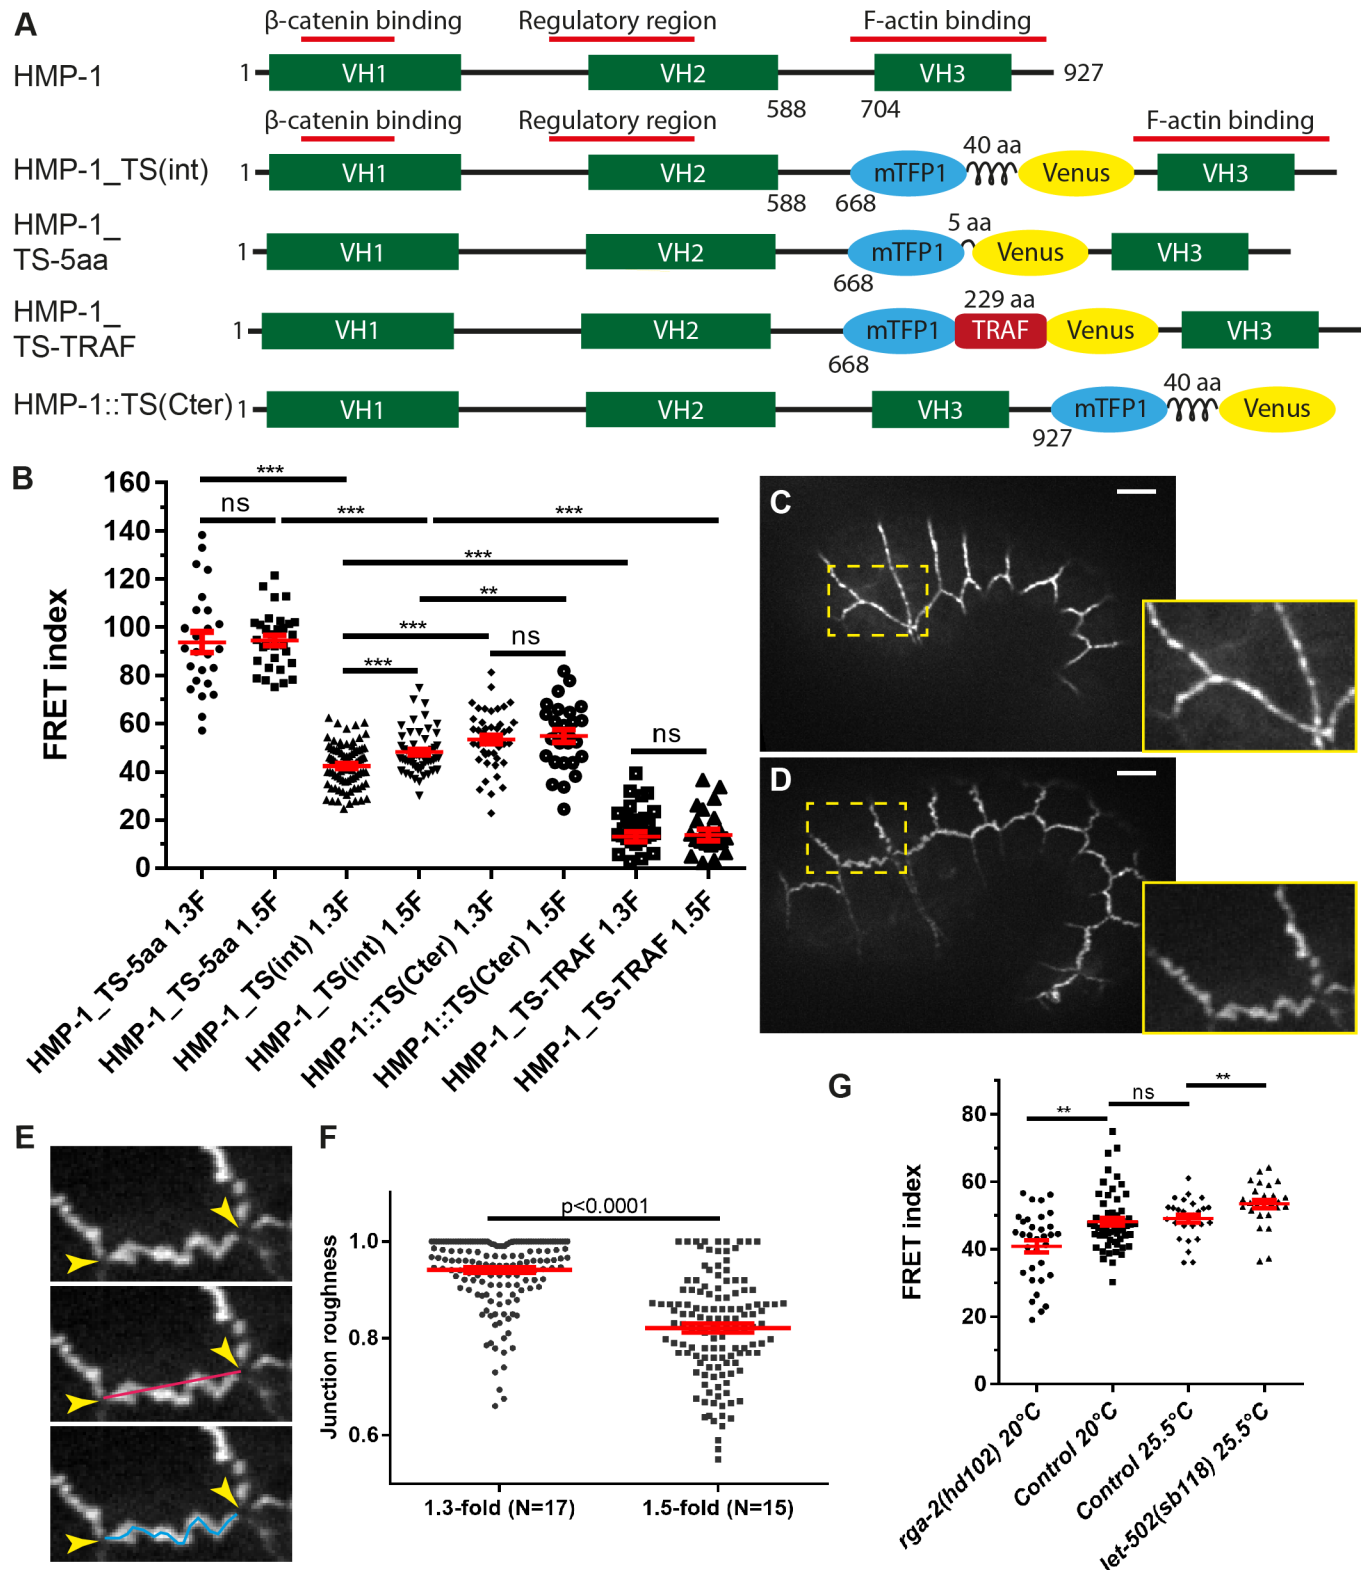 A
β-catenin binding Regulatory region F-actin binding
HMP-1 1 VH1 VH2 VH3 927
588 704
β-catenin binding Regulatory region F-actin binding
40 aa
HMP-1_TS(int) 1 VH1 VH2 mTFP1 Venus VH3
588 668
HMP-1_
TS-5aa
5 aa
1 VH1 VH2 mTFP1 Venus VH3
668
HMP-1_
TS-TRAF
229 aa
1 VH1 VH2 mTFP1 TRAF Venus VH3
668
40 aa
HMP-1::TS(Cter) 1 VH1 VH2 VH3 mTFP1 Venus
927
B
FRET index
160
140
120
100
80
60
40
20
0
***
ns *** ***
***
**
*** ns
***
ns
HMP-1_TS-5aa 1.3F
HMP-1_TS-5aa 1.5F
HMP-1_TS(int) 1.3F
HMP-1_TS(int) 1.5F
HMP-1::TS(Cter) 1.3F
HMP-1::TS(Cter) 1.5F
HMP-1_TS-TRAF 1.3F
HMP-1_TS-TRAF 1.5F
C
D
E
F
Junction roughness
1.0
0.8
0.6
p<0.0001
1.3-fold (N=17) 1.5-fold (N=15)
G
FRET index
80
60
40
20
0
** ns **
rga-2(hd102) 20°C
Control 20°C
Control 25.5°C
let-502(sb118) 25.5°C